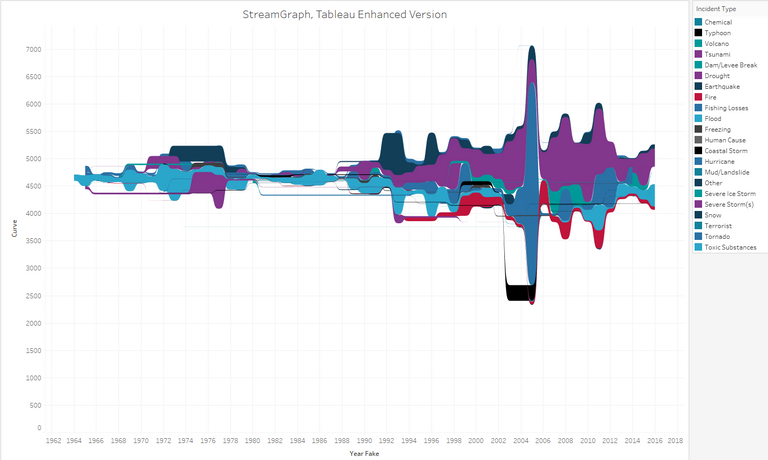 StreamGraph, Tableau Enhanced Version
Curve
7000
6500
6000
5500
5000
4500
4000
3500
3000
2500
2000
1500
1000
500
0
1962 1964 1966 1968 1970 1972 1974 1976 1978 1980 1982 1984 1986 1988 1990 1992 1994 1996 1998 2000 2002 2004 2006 2008 2010 2012 2014 2016 2018
Year Fake
Incident Type
Chemical
Typhoon
Volcano
Tsunami
Dam/Levee Break
Drought
Earthquake
Fire
Fishing Losses
Flood
Freezing
Human Cause
Coastal Storm
Hurricane
Mud/Landslide
Other
Severe Ice Storm
Severe Storm(s)
Snow
Terrorist
Tornado
Toxic Substances